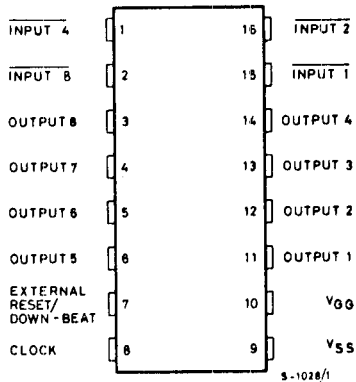 INPUT 4 1 16 INPUT 2
INPUT 8 2 15 INPUT 1
OUTPUT 8 3 14 OUTPUT 4
OUTPUT 7 4 13 OUTPUT 3
OUTPUT 6 5 12 OUTPUT 2
OUTPUT 5 6 11 OUTPUT 1
EXTERNAL
RESET/
DOWN-BEAT 7 10 VGG
CLOCK 8 9 VSS
S-1028/1